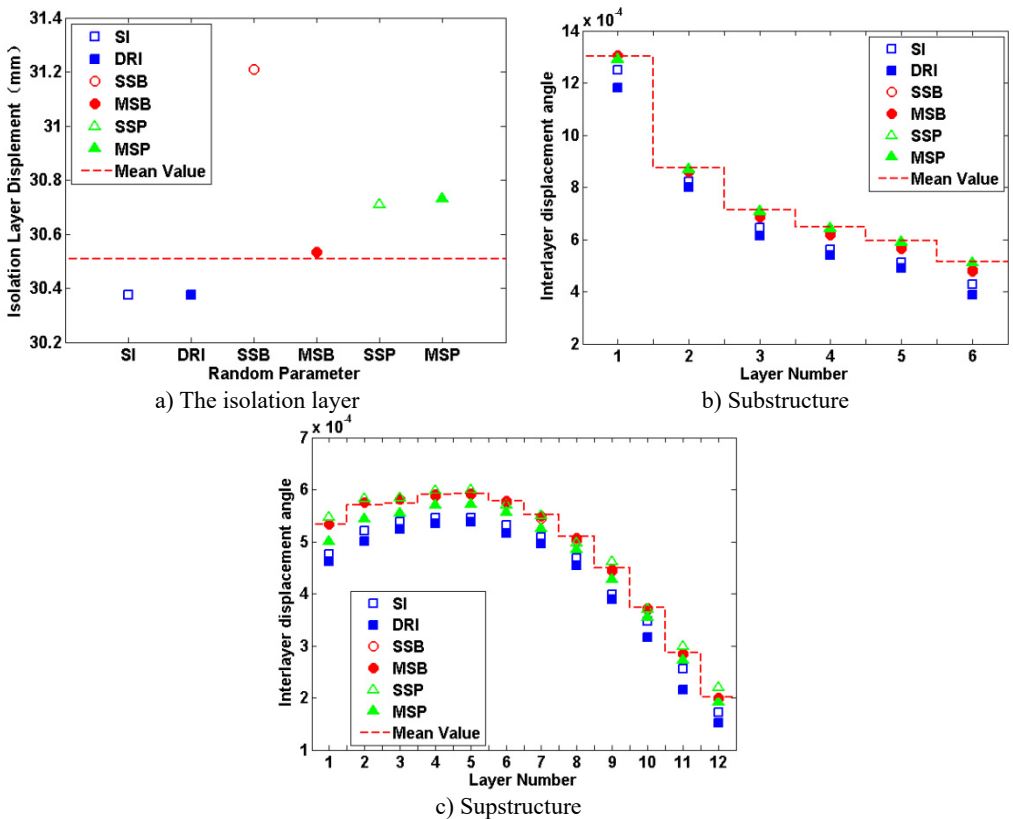 31.4
31.2
31
30.8
30.6
30.4
30.2
Isolation Layer Displement (mm)
SI
DRI
SSB
MSB
SSP
MSP
Mean Value
SI DRI SSB MSB SSP MSP
Random Parameter
a) The isolation layer
14 x 10-4
12
10
8
6
4
2
Interlayer displacement angle
SI
DRI
SSB
MSB
SSP
MSP
Mean Value
1 2 3 4 5 6
Layer Number
b) Substructure
7 x 10-4
6
5
4
3
2
1
Interlayer displacement angle
SI
DRI
SSB
MSB
SSP
MSP
Mean Value
1 2 3 4 5 6 7 8 9 10 11 12
Layer Number
c) Supstructure